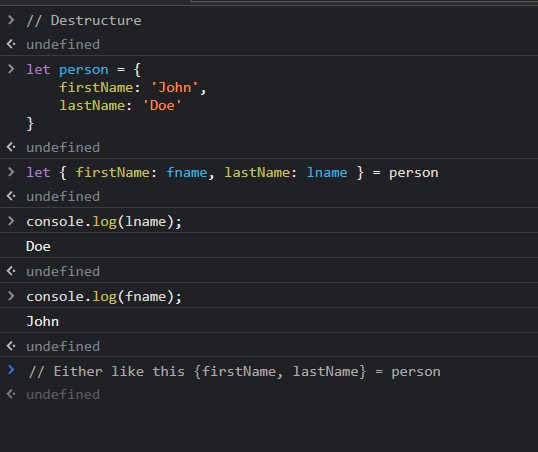 > // Destructure
<· undefined
> let person = {
    firstName: 'John',
    lastName: 'Doe'
}
<· undefined
> let { firstName: fname, lastName: lname } = person
<· undefined
> console.log(lname);
Doe
<· undefined
> console.log(fname);
John
<· undefined
> // Either like this {firstName, lastName} = person
<· undefined